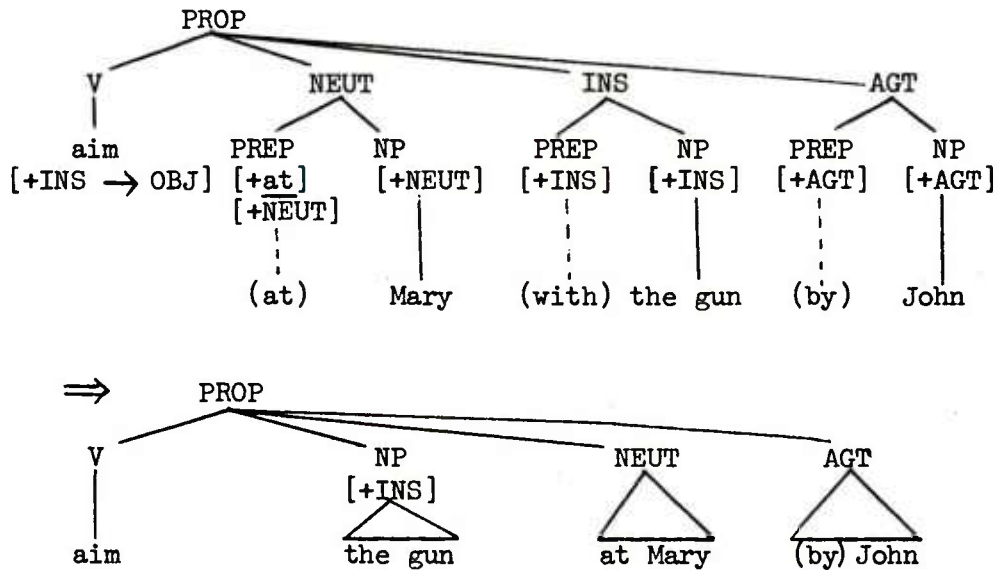 PROP
V NEUT INS AGT
aim PREP NP PREP NP PREP NP
[+INS → OBJ] [+at] [+NEUT] [+INS] [+INS] [+AGT] [+AGT]
[+NEUT]
(at) Mary (with) the gun (by) John
⇒ PROP
V NP NEUT AGT
[+INS]
aim the gun at Mary (by) John